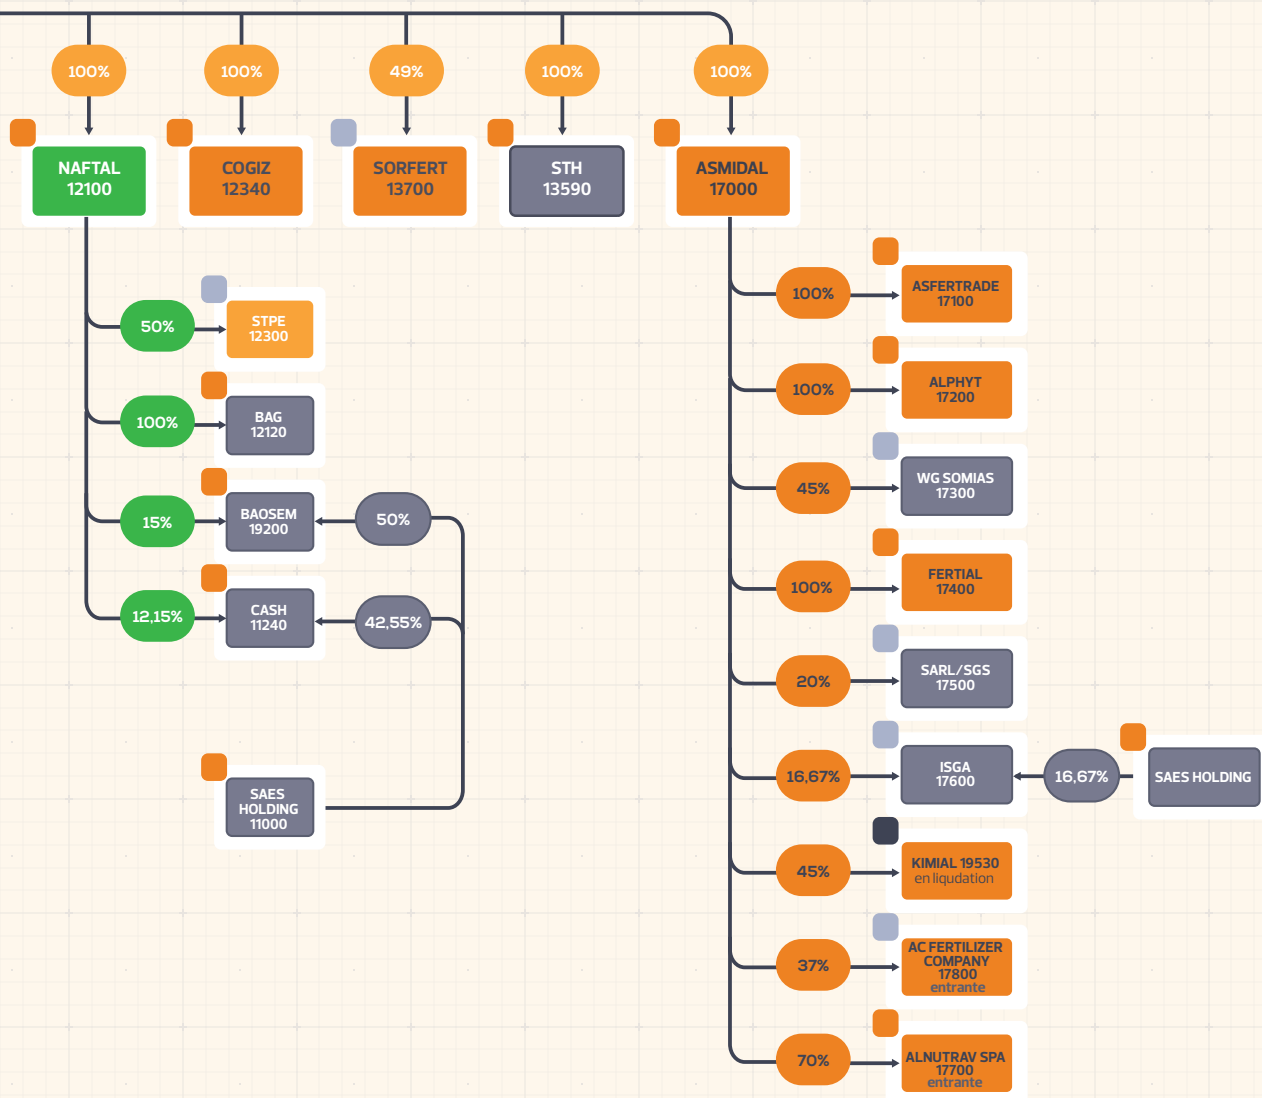 100%
100%
49%
100%
100%
NAFTAL
12100
COGIZ
12340
SORFERT
13700
STH
13590
ASMIDAL
17000
50%
STPE
12300
100%
BAG
12120
15%
BAOSEM
19200
50%
12,15%
CASH
11240
42,55%
SAES
HOLDING
11000
100%
ASFERTRADE
17100
100%
ALPHYT
17200
45%
WG SOMIAS
17300
100%
FERTIAL
17400
20%
SARL/SGS
17500
16,67%
ISGA
17600
16,67%
SAES HOLDING
45%
KIMIAL 19530
en liqudation
37%
AC FERTILIZER
COMPANY
17800
entrante
70%
ALNUTRAV SPA
17700
entrante